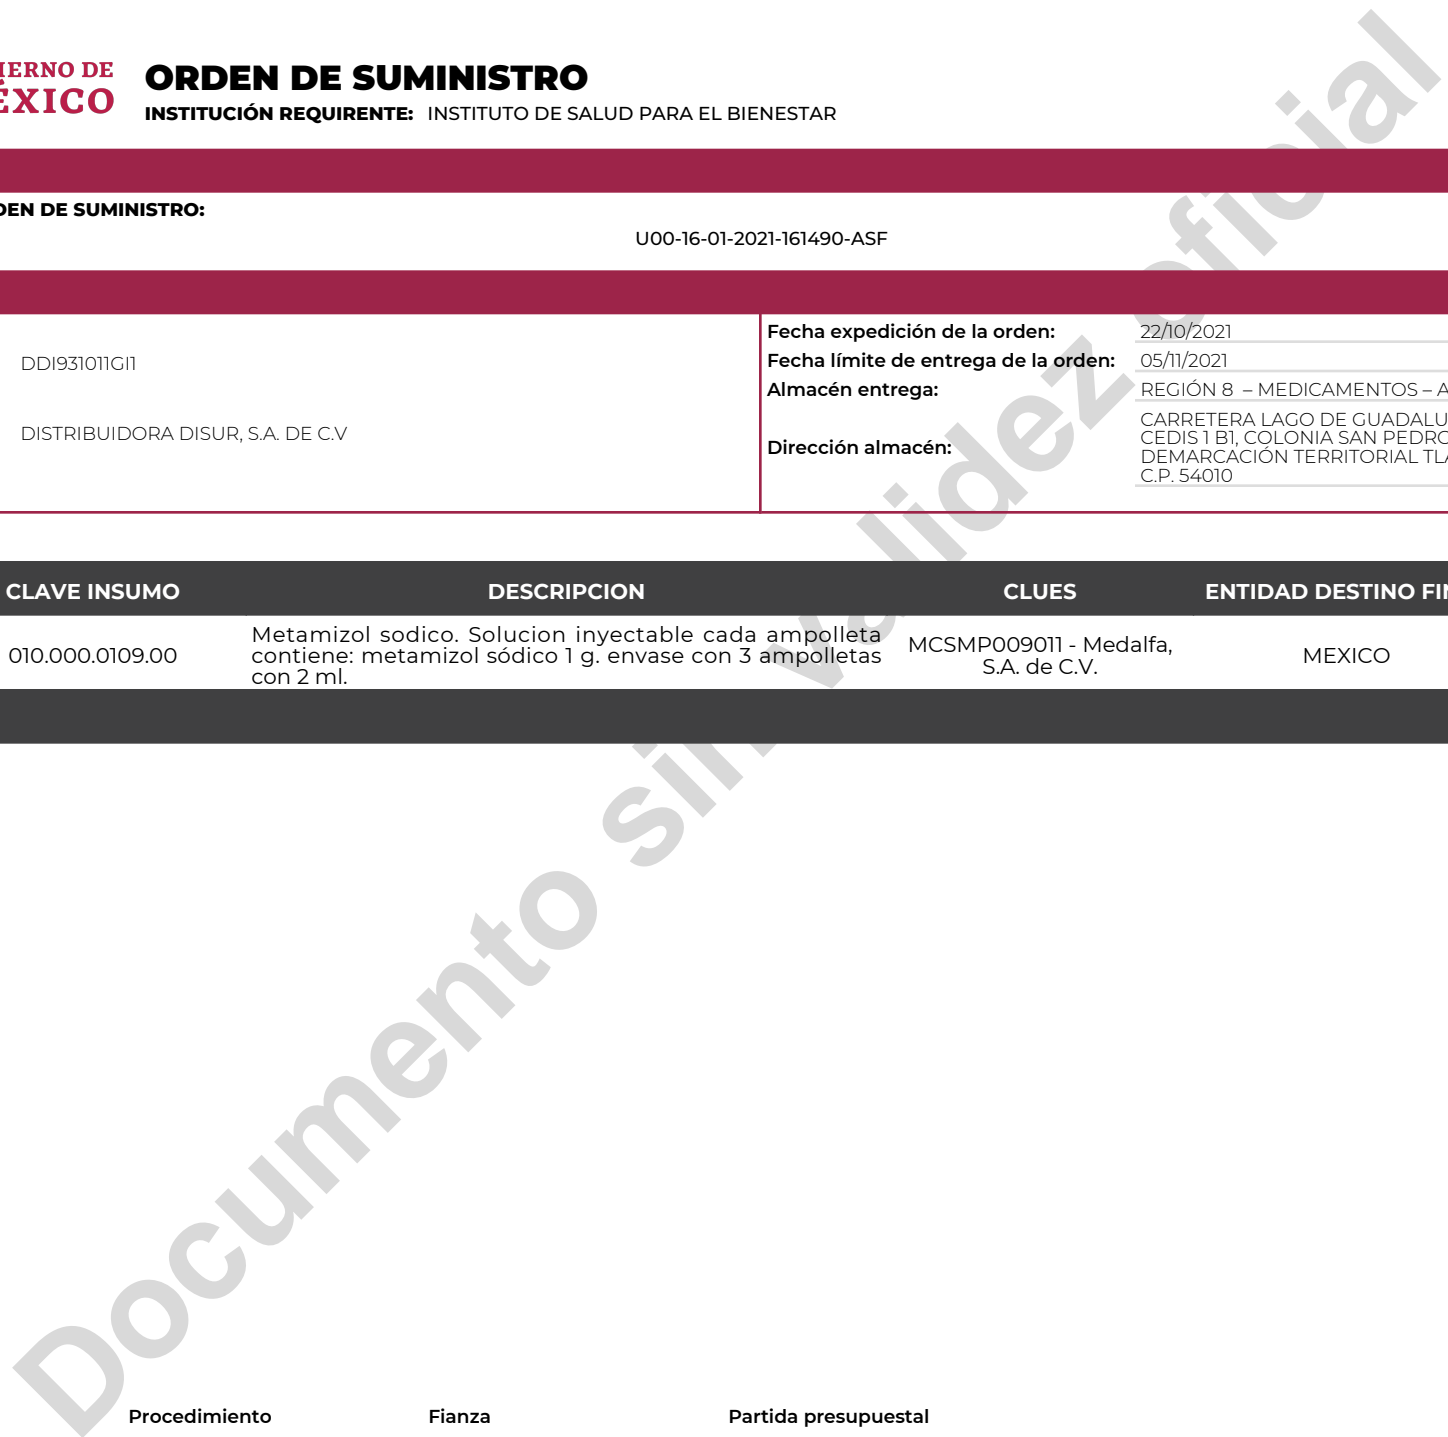 IERNO DE
ÉXICO
ORDEN DE SUMINISTRO
INSTITUCIÓN REQUIRENTE: INSTITUTO DE SALUD PARA EL BIENESTAR
DEN DE SUMINISTRO:
U00-16-01-2021-161490-ASF
DDI931011GI1
DISTRIBUIDORA DISUR, S.A. DE C.V
Fecha expedición de la orden: 22/10/2021
Fecha límite de entrega de la orden: 05/11/2021
Almacén entrega: REGIÓN 8 – MEDICAMENTOS – A
Dirección almacén:
CARRETERA LAGO DE GUADALU
CEDIS 1 B1, COLONIA SAN PEDRO
DEMARCACIÓN TERRITORIAL TLA
C.P. 54010
CLAVE INSUMO DESCRIPCION CLUES ENTIDAD DESTINO FIN
010.000.0109.00
Metamizol sodico. Solucion inyectable cada ampolleta
contiene: metamizol sódico 1 g. envase con 3 ampolletas
con 2 ml.
MCSMP009011 - Medalfa,
S.A. de C.V.
MEXICO
Documento sin validez oficial
Procedimiento Fianza Partida presupuestal